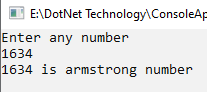 E:\DotNet Technology\ConsoleAp
Enter any number
1634
1634 is armstrong number